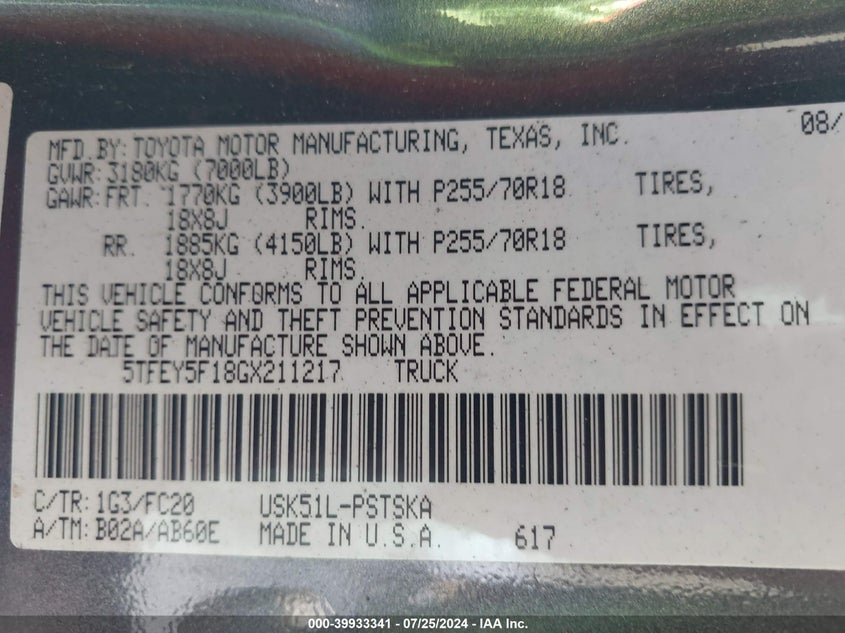 MFD.BY: TOYOTA MOTOR MANUFACTURING, TEXAS, INC. 08/
GVWR: 3180KG (7000LB)
GAWR: FRT. 1770KG (3900LB) WITH P255/70R18 TIRES,
18X8J RIMS
RR. 1885KG (4150LB) WITH P255/70R18 TIRES,
18X8J RIMS
THIS VEHICLE CONFORMS TO ALL APPLICABLE FEDERAL MOTOR
VEHICLE SAFETY AND THEFT PREVENTION STANDARDS IN EFFECT ON
THE DATE OF MANUFACTURE SHOWN ABOVE.
5TFEY5F18GX211217 TRUCK
C/TR: 1G3/FC20 USK51L-PSTSKA
A/TM: B02A/AB60E MADE IN U.S.A. 617
000-39933341 - 07/25/2024 - IAA Inc.